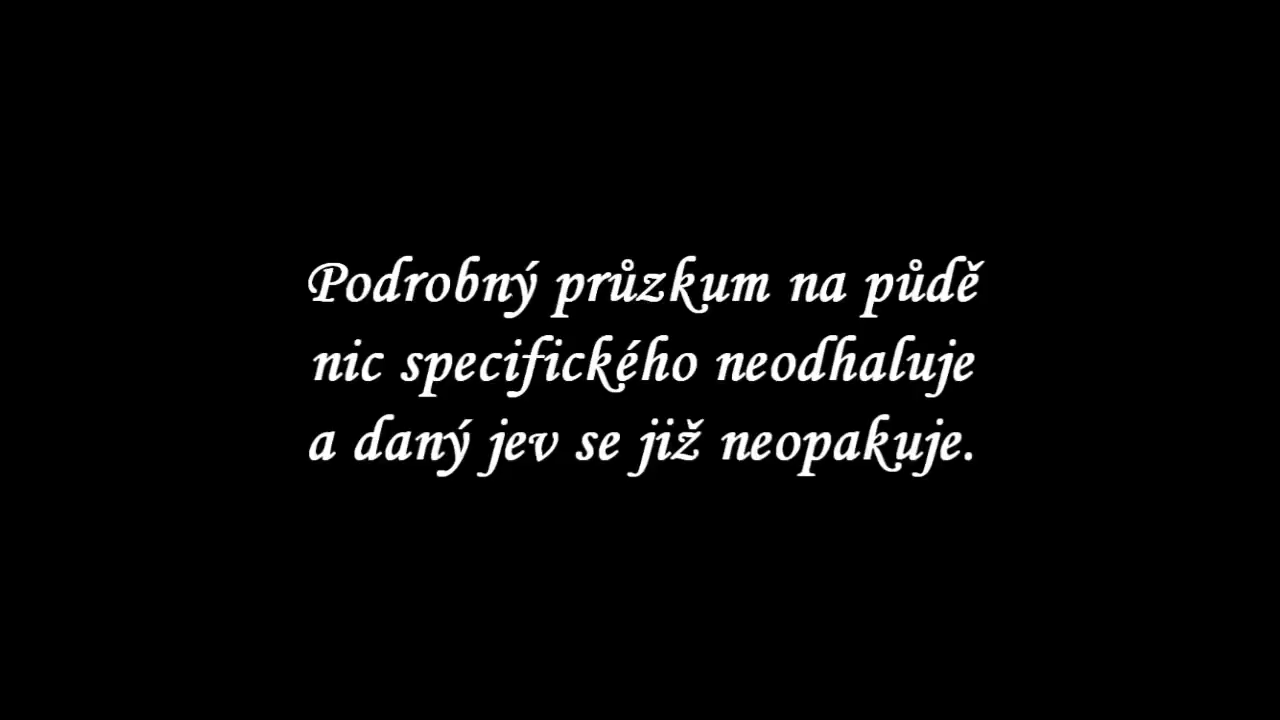 Podrobný průzkum na půdě
nic specifického neodhaluje
a daný jev se již neopakuje.